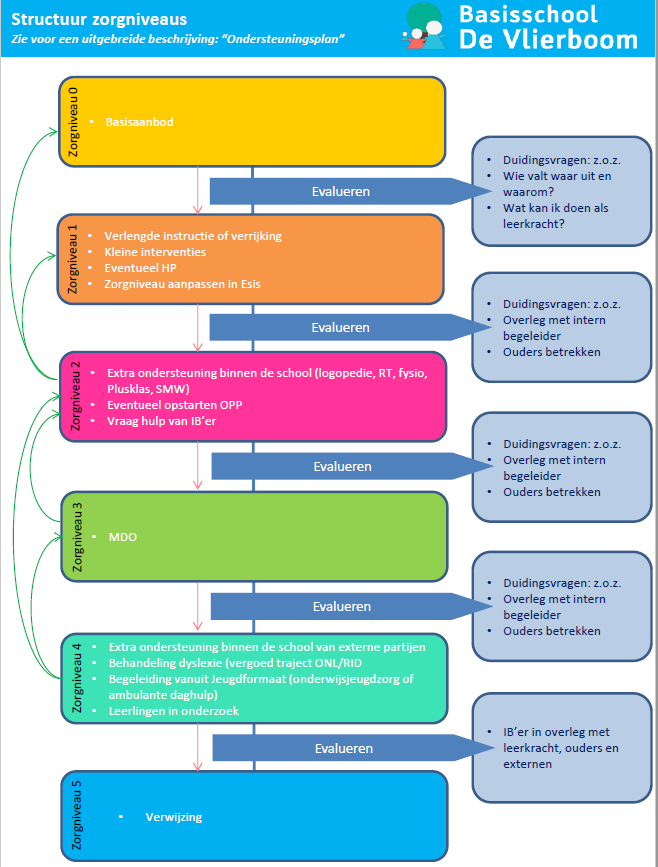 Structuur zorgniveaus
Zie voor een uitgebreide beschrijving: "Ondersteuningsplan"
Basisschool
De Vlierboom
Zorgniveau 0
• Basisaanbod
Evalueren
• Duidingsvragen: z.o.z.
• Wie valt waar uit en
waarom?
• Wat kan ik doen als
leerkracht?
Zorgniveau 1
• Verlengde instructie of verrijking
• Kleine interventies
• Eventueel HP
• Zorgniveau aanpassen in Esis
Evalueren
• Duidingsvragen: z.o.z.
• Overleg met intern
begeleider
• Ouders betrekken
Zorgniveau 2
• Extra ondersteuning binnen de school (logopedie, RT, fysio,
Plusklas, SMW)
• Eventueel opstarten OPP
• Vraag hulp van IB'er
Evalueren
• Duidingsvragen: z.o.z.
• Overleg met intern
begeleider
• Ouders betrekken
Zorgniveau 3
• MDO
Evalueren
• Duidingsvragen: z.o.z.
• Overleg met intern
begeleider
• Ouders betrekken
Zorgniveau 4
• Extra ondersteuning binnen de school van externe partijen
• Behandeling dyslexie (vergoed traject ONL/RID
• Begeleiding vanuit Jeugdformaat (onderwijsjeugdzorg of
ambulante daghulp)
• Leerlingen in onderzoek
Evalueren
• IB'er in overleg met
leerkracht, ouders en
externen
Zorgniveau 5
• Verwijzing